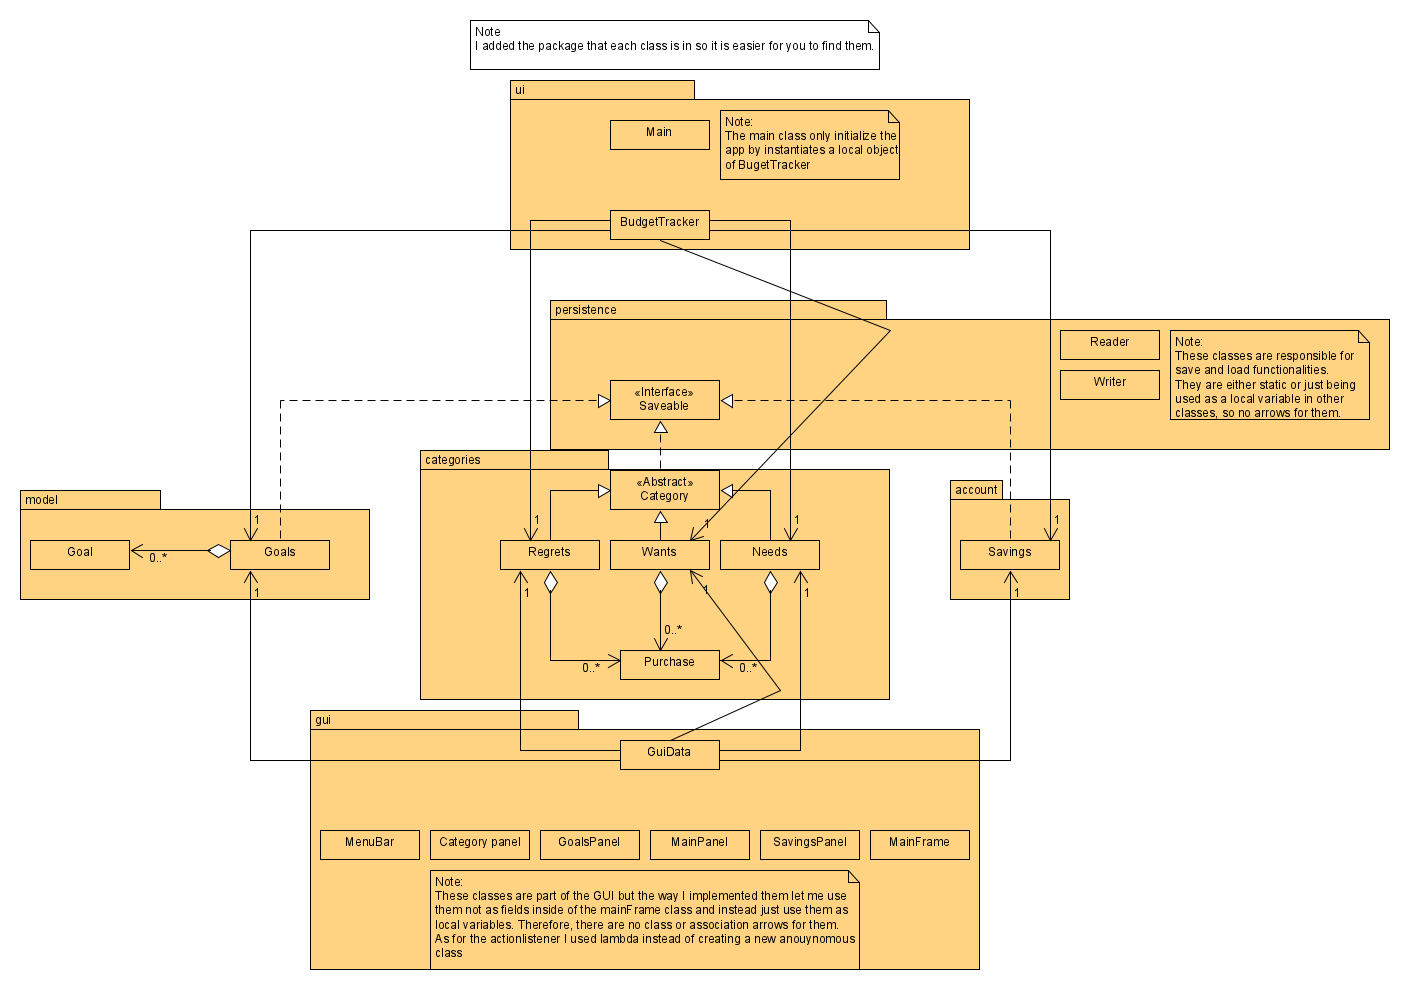 Note
I added the package that each class is in so it is easier for you to find them.
ui
Main
Note:
The main class only initialize the
app by instantiates a local object
of BugetTracker
BudgetTracker
persistence
Reader
Writer
Note:
These classes are responsible for
save and load functionalities.
They are either static or just being
used as a local variable in other
classes, so no arrows for them.
«Interface»
Saveable
categories
«Abstract»
Category
model
account
1
1
1
1
1
Goal
0..*
Goals
Regrets
Wants
Needs
Savings
1
1
1
1
1
0..*
0..*
Purchase
0..*
gui
GuiData
MenuBar
Category panel
GoalsPanel
MainPanel
SavingsPanel
MainFrame
Note:
These classes are part of the GUI but the way I implemented them let me use
them not as fields inside of the mainFrame class and instead just use them as
local variables. Therefore, there are no class or association arrows for them.
As for the actionlistener I used lambda instead of creating a new anouynomous
class